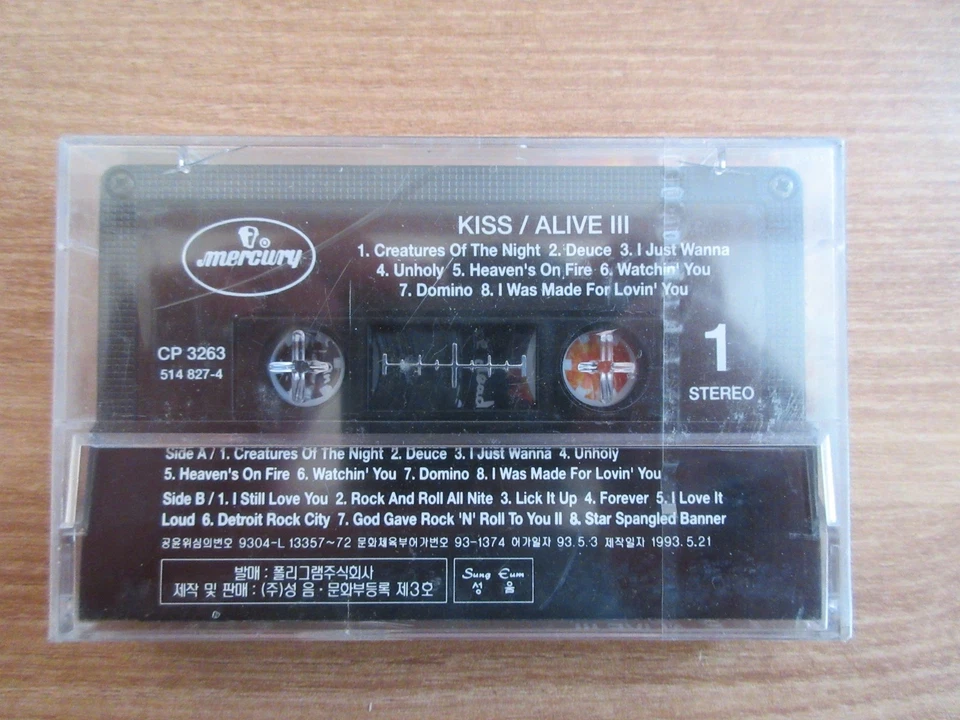 KISS / ALIVE III
mercury
1. Creatures Of The Night 2. Deuce 3. I Just Wanna
4. Unholy 5. Heaven's On Fire 6. Watchin' You
7. Domino 8. I Was Made For Lovin' You
CP 3263
514 827-4
1
STEREO
Side A / 1. Creatures Of The Night 2. Deuce 3. I Just Wanna 4. Unholy
5. Heaven's On Fire 6. Watchin' You 7. Domino 8. I Was Made For Lovin' You
Side B / 1. I Still Love You 2. Rock And Roll All Nite 3. Lick It Up 4. Forever 5. I Love It
Loud 6. Detroit Rock City 7. God Gave Rock 'N' Roll To You II 8. Star Spangled Banner
공윤위심의번호 9304-L 13357~72 문화체육부허가번호 93-1374 허가일자 93.5.3 제작일자 1993.5.21
발매 : 폴리그램주식회사
제작 및 판매 : (주)성 음 · 문화부등록 제3호
Sung Eum
성 음